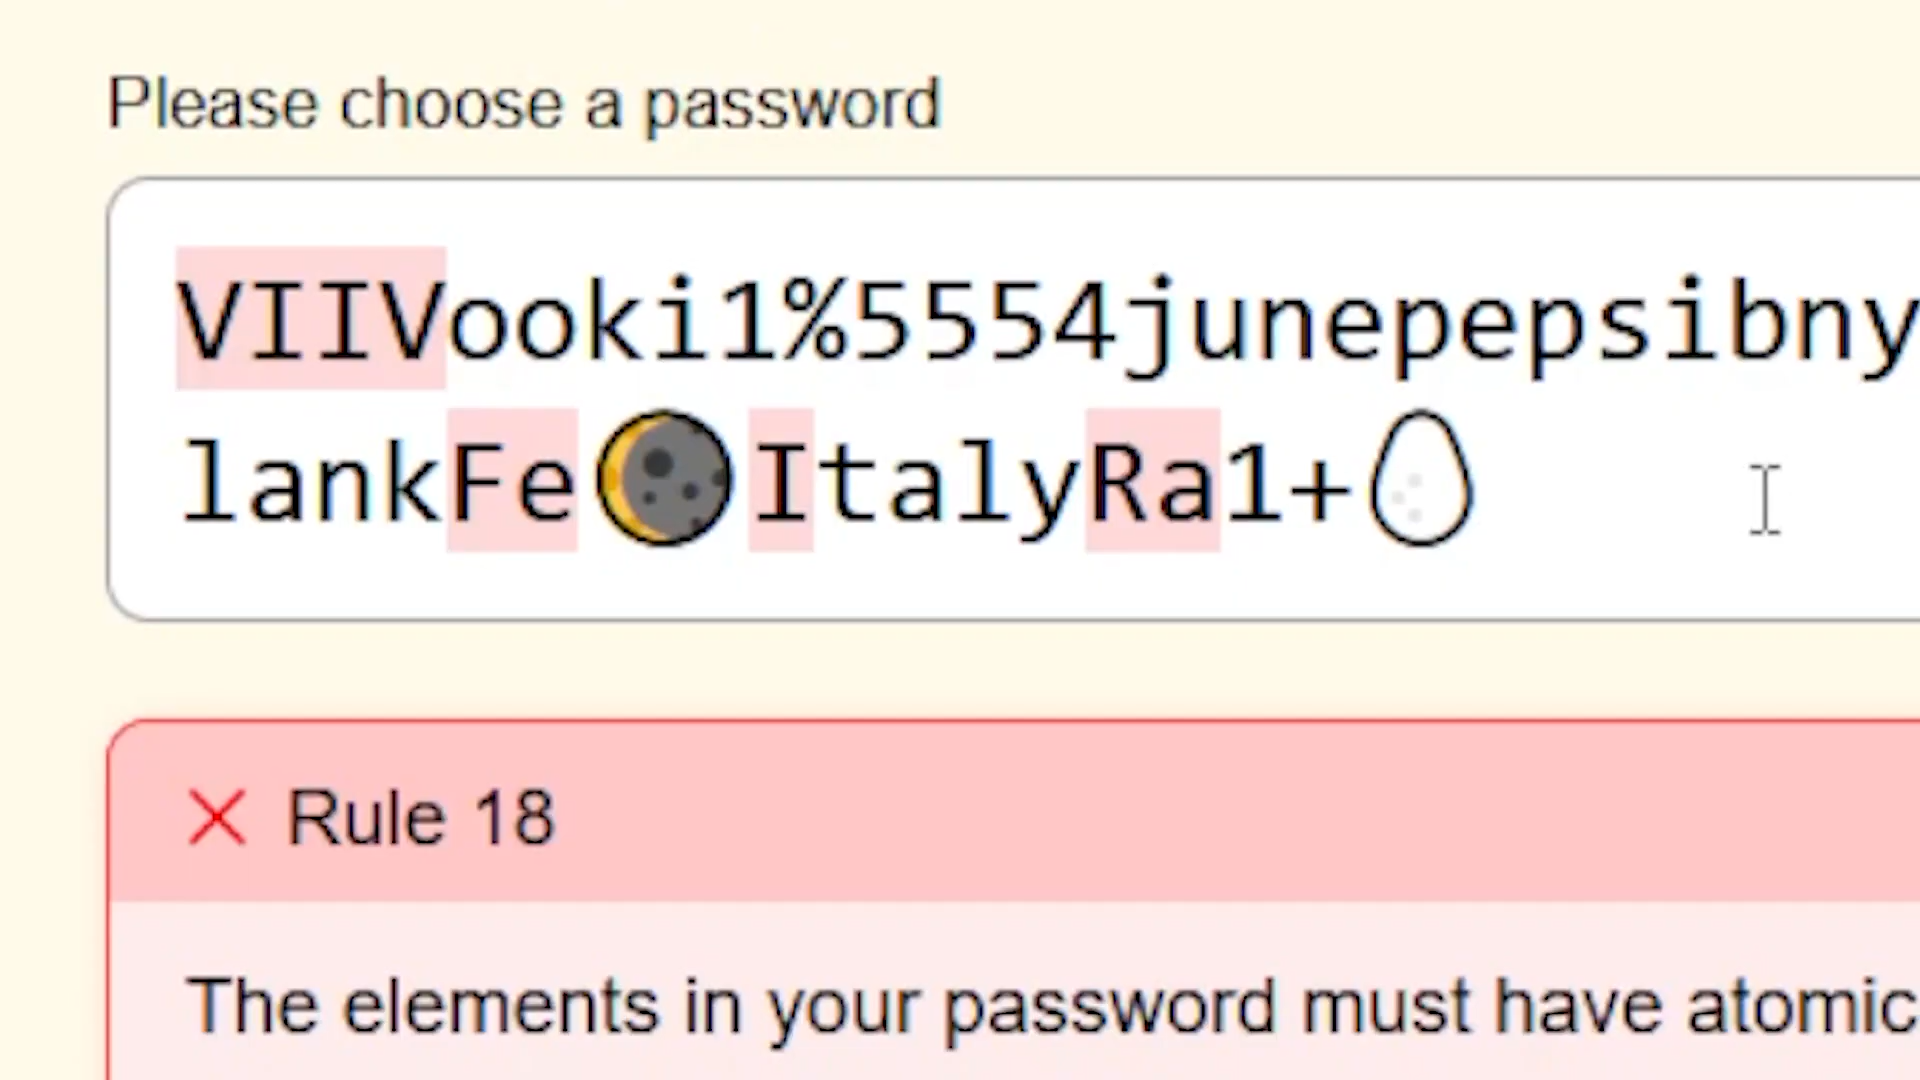 Please choose a password
VIIVooki1%5554junepepsibny
lankFe🌘ItalyRa1+🥚
Rule 18
The elements in your password must have atomic